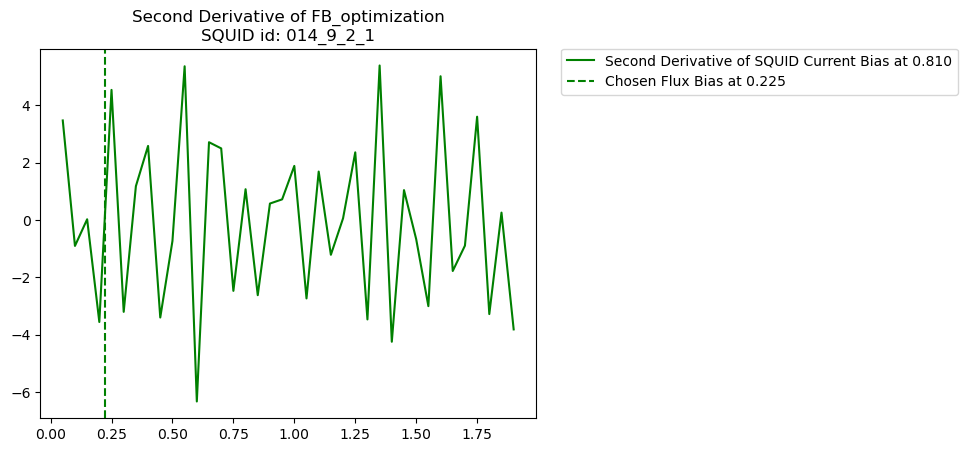 Second Derivative of FB_optimization
SQUID id: 014_9_2_1
Second Derivative of SQUID Current Bias at 0.810
Chosen Flux Bias at 0.225
4
2
0
−2
−4
−6
0.00 0.25 0.50 0.75 1.00 1.25 1.50 1.75